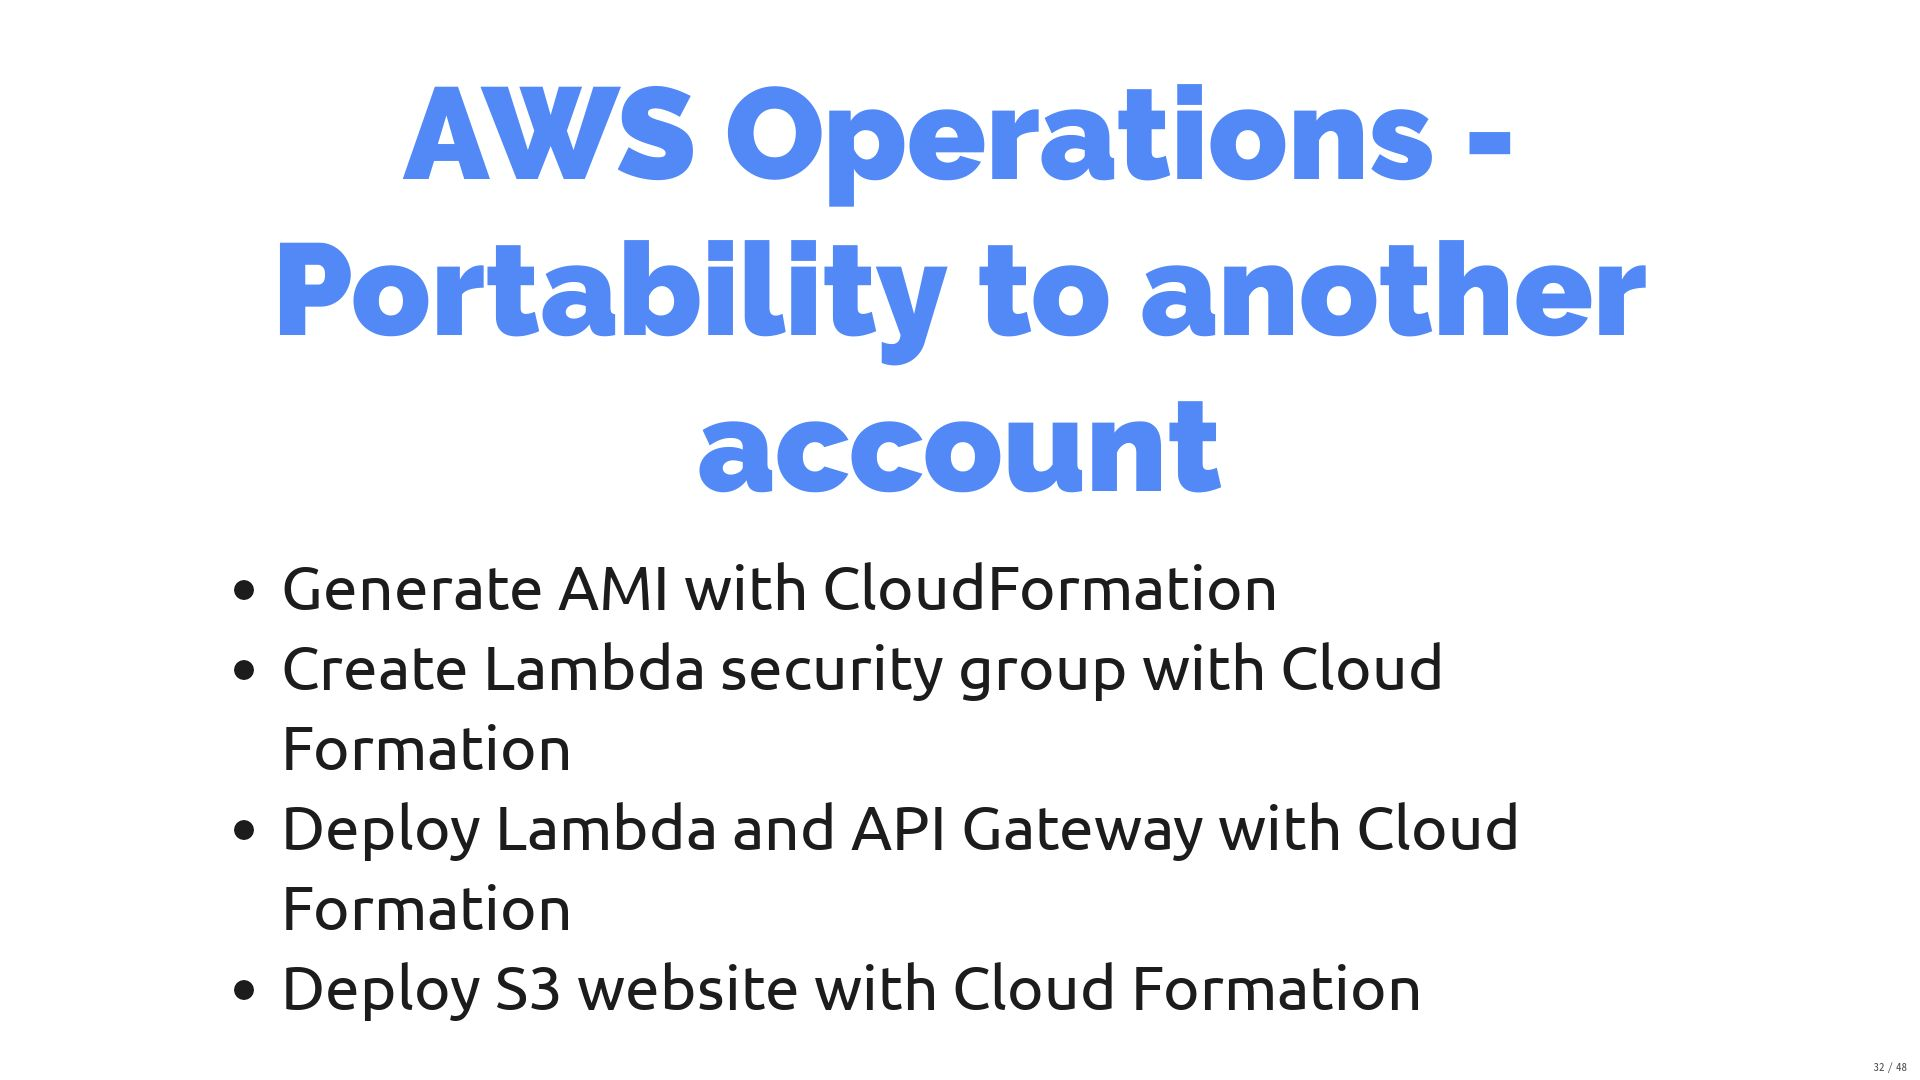 AWS Operations -
Portability to another
account
• Generate AMI with CloudFormation
• Create Lambda security group with Cloud
Formation
• Deploy Lambda and API Gateway with Cloud
Formation
• Deploy S3 website with Cloud Formation
32 / 48